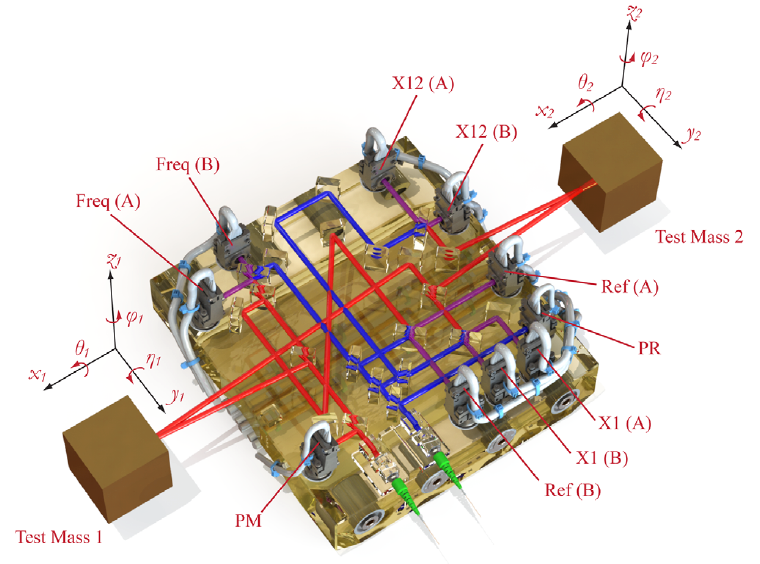 z2
φ2
θ2
η2
x2
y2
X12 (A)
X12 (B)
Freq (B)
Freq (A)
Test Mass 2
Ref (A)
z1
φ1
θ1
η1
x1
y1
PR
X1 (A)
X1 (B)
Ref (B)
PM
Test Mass 1